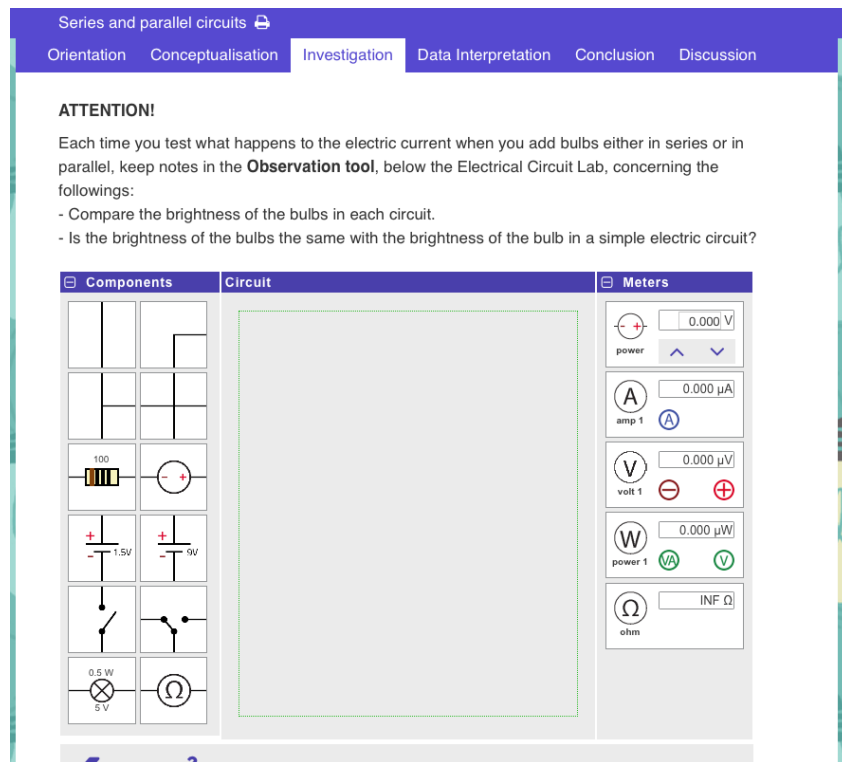 Series and parallel circuits
Orientation Conceptualisation Investigation Data Interpretation Conclusion Discussion
ATTENTION!
Each time you test what happens to the electric current when you add bulbs either in series or in
parallel, keep notes in the Observation tool, below the Electrical Circuit Lab, concerning the
followings:
- Compare the brightness of the bulbs in each circuit.
- Is the brightness of the bulbs the same with the brightness of the bulb in a simple electric circuit?
Components
Circuit
Meters
100
- +
+
- 1.5V
+
- 9V
0.5 W
5 V
Ω
- +
0.000 V
power
A
0.000 µA
amp 1
A
V
0.000 µV
volt 1
W
0.000 µW
power 1
VA
V
Ω
INF Ω
ohm